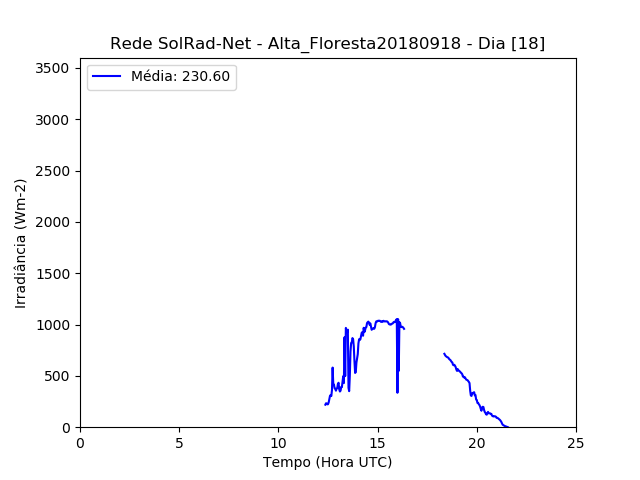 Rede SolRad-Net - Alta_Floresta20180918 - Dia [18]
Média: 230.60
3500
3000
2500
2000
1500
1000
500
0
Irradiância (Wm-2)
0 5 10 15 20 25
Tempo (Hora UTC)